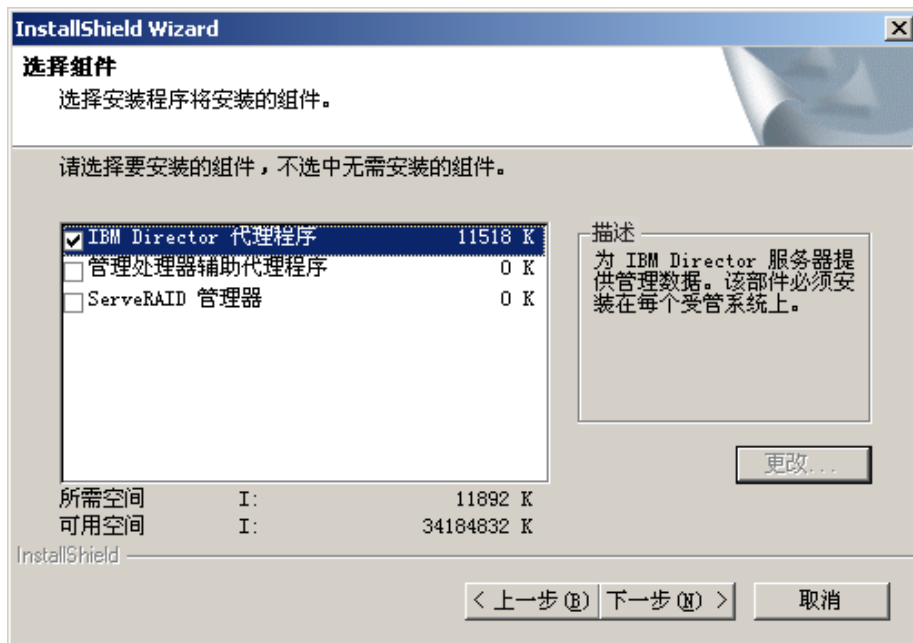 InstallShield Wizard
选择组件
选择安装程序将安装的组件。
请选择要安装的组件，不选中无需安装的组件。
IBM Director 代理程序 11518 K
管理处理器辅助代理程序 0 K
ServeRAID 管理器 0 K
描述
为 IBM Director 服务器提
供管理数据。该部件必须安
装在每个受管系统上。
更改...
所需空间 I: 11892 K
可用空间 I: 34184832 K
InstallShield
< 上一步(B) 下一步(N) > 取消